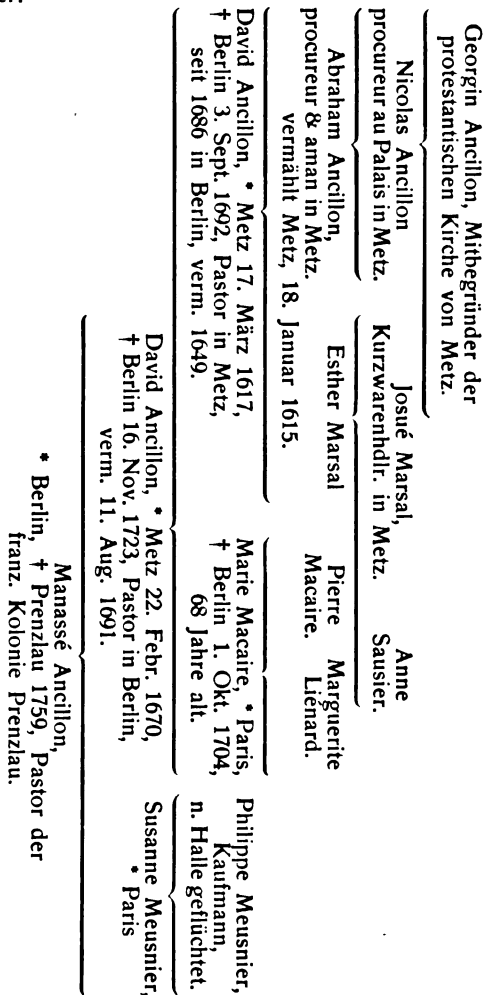 Georgin Ancillon, Mitbegründer der
protestantischen Kirche von Metz.
Nicolas Ancillon
procureur au Palais in Metz.
Josué Marsal,
Kurzwarenhdlr. in Metz.
Anne
Sausier.
Abraham Ancillon,
procureur & aman in Metz.
vermählt Metz, 18. Januar 1615.
Esther Marsal
Pierre
Macaire.
Marguerite
Liénard.
David Ancillon, * Metz 17. März 1617,
† Berlin 3. Sept. 1692, Pastor in Metz,
seit 1686 in Berlin, verm. 1649.
Marie Macaire, * Paris,
† Berlin 1. Okt. 1704,
68 Jahre alt.
Philippe Meusnier,
Kaufmann,
n. Halle geflüchtet.
David Ancillon, * Metz 22. Febr. 1670,
† Berlin 16. Nov. 1723, Pastor in Berlin,
verm. 11. Aug. 1691.
Susanne Meusnier,
* Paris
Manassé Ancillon,
* Berlin, † Prenzlau 1759, Pastor der
franz. Kolonie Prenzlau.